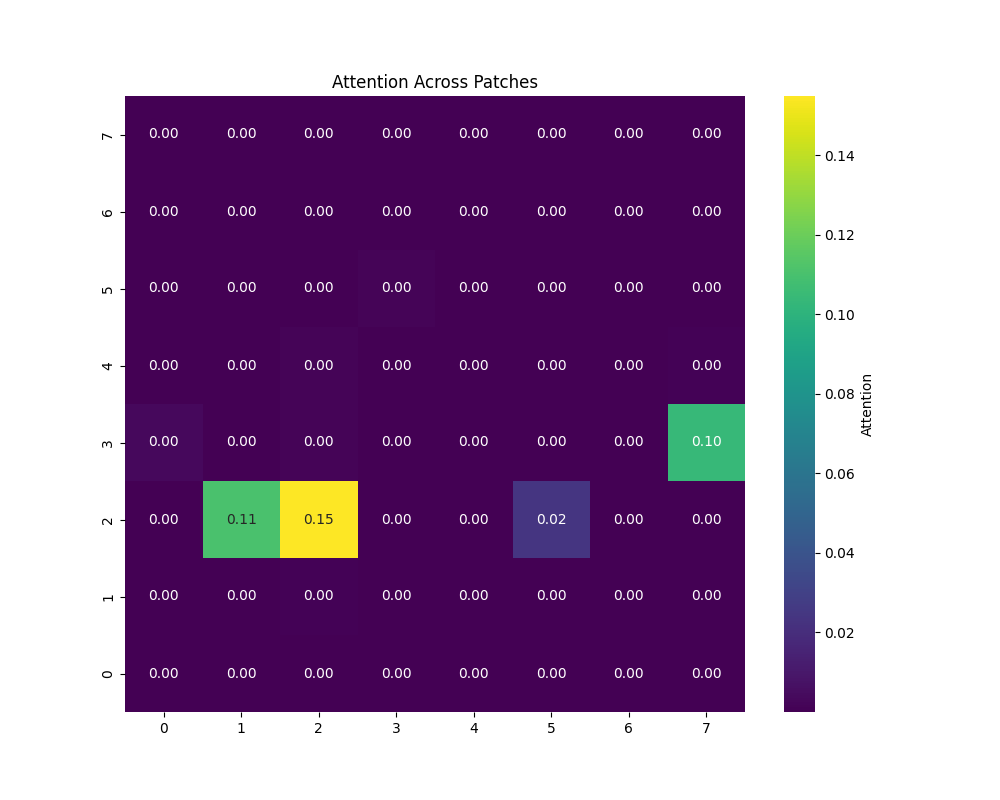 Attention Across Patches
7 0.00 0.00 0.00 0.00 0.00 0.00 0.00 0.00
6 0.00 0.00 0.00 0.00 0.00 0.00 0.00 0.00
5 0.00 0.00 0.00 0.00 0.00 0.00 0.00 0.00
4 0.00 0.00 0.00 0.00 0.00 0.00 0.00 0.00
3 0.00 0.00 0.00 0.00 0.00 0.00 0.00 0.10
2 0.00 0.11 0.15 0.00 0.00 0.02 0.00 0.00
1 0.00 0.00 0.00 0.00 0.00 0.00 0.00 0.00
0 0.00 0.00 0.00 0.00 0.00 0.00 0.00 0.00
0 1 2 3 4 5 6 7
0.14
0.12
0.10
0.08
0.06
0.04
0.02
Attention